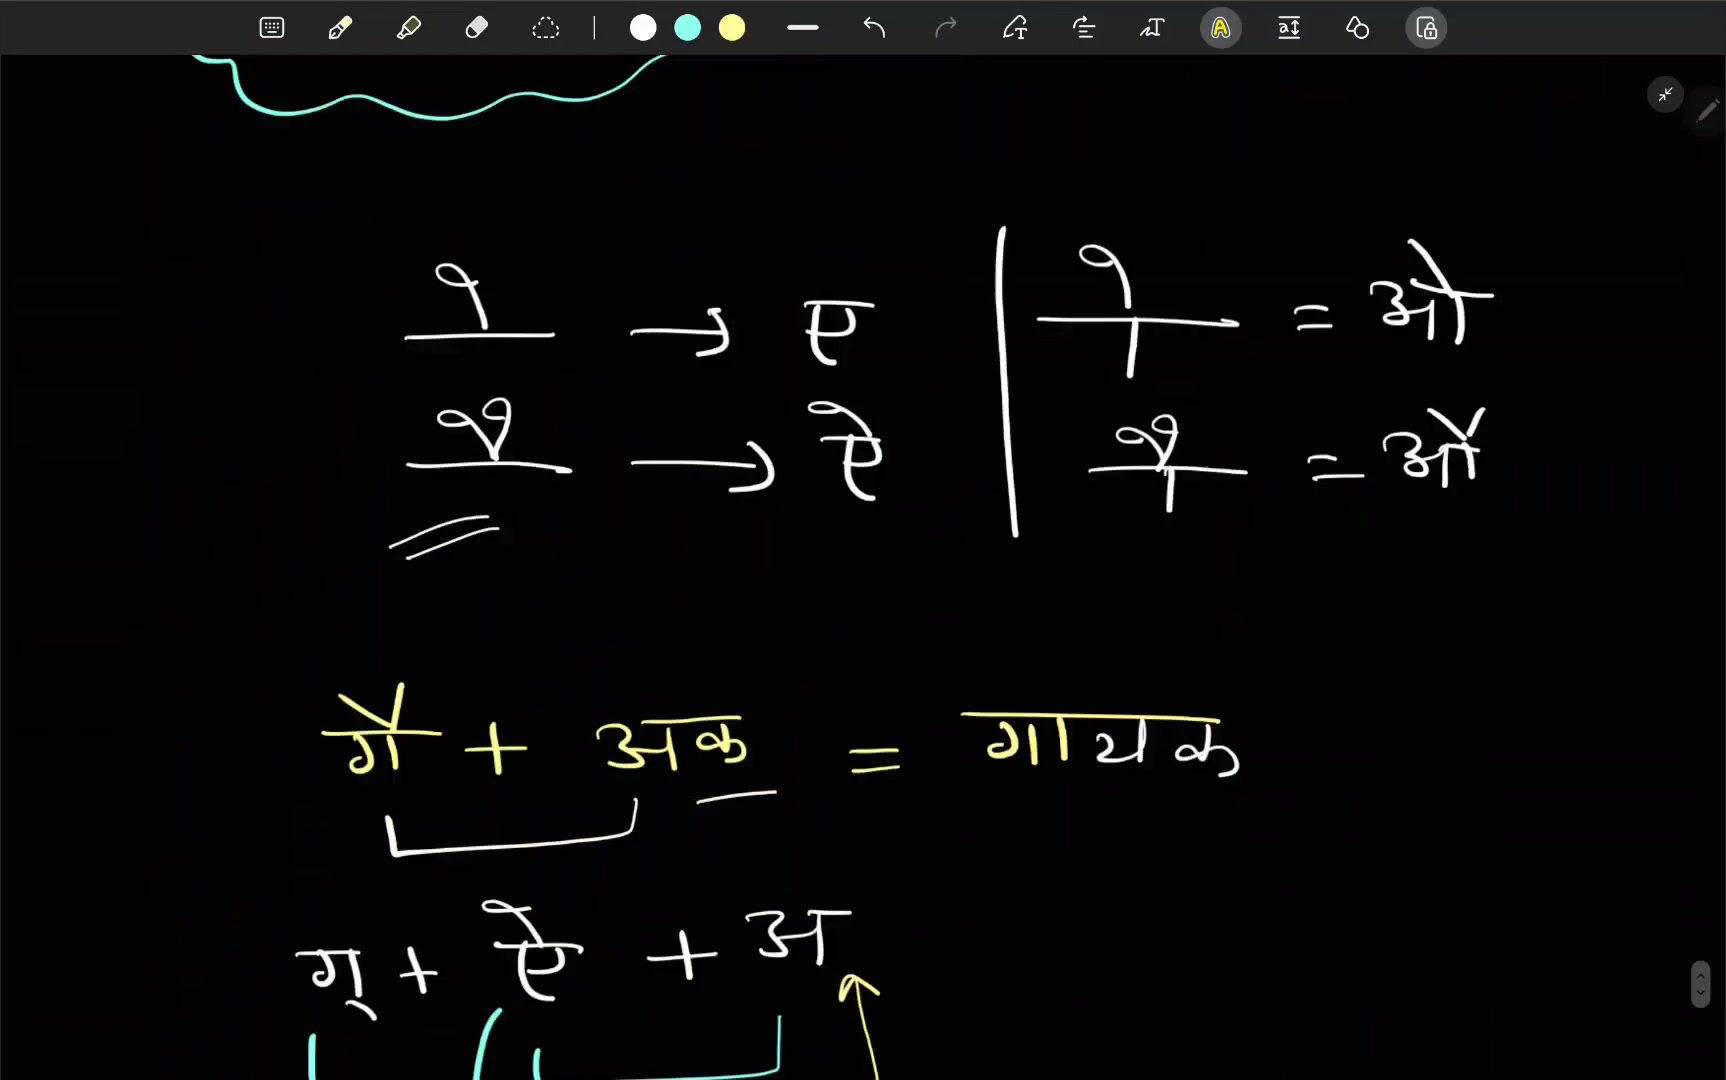 े → ए | ो = ओ
ै → ऐ | ौ = औ
गै + अक = गायक
ग् + ऐ + अ